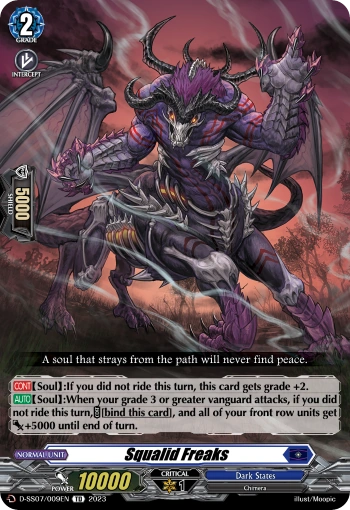 2
GRADE
INTERCEPT
5000
SHIELD
A soul that strays from the path will never find peace.
CONT【Soul】:If you did not ride this turn, this card gets grade +2.
AUTO【Soul】:When your grade 3 or greater vanguard attacks, if you did
not ride this turn, [bind this card], and all of your front row units get
+5000 until end of turn.
NORMAL UNIT
Squalid Freaks
POWER 10000
CRITICAL
1
Dark States
Chimera
D-SS07/009EN TD 2023
illust/Moopic